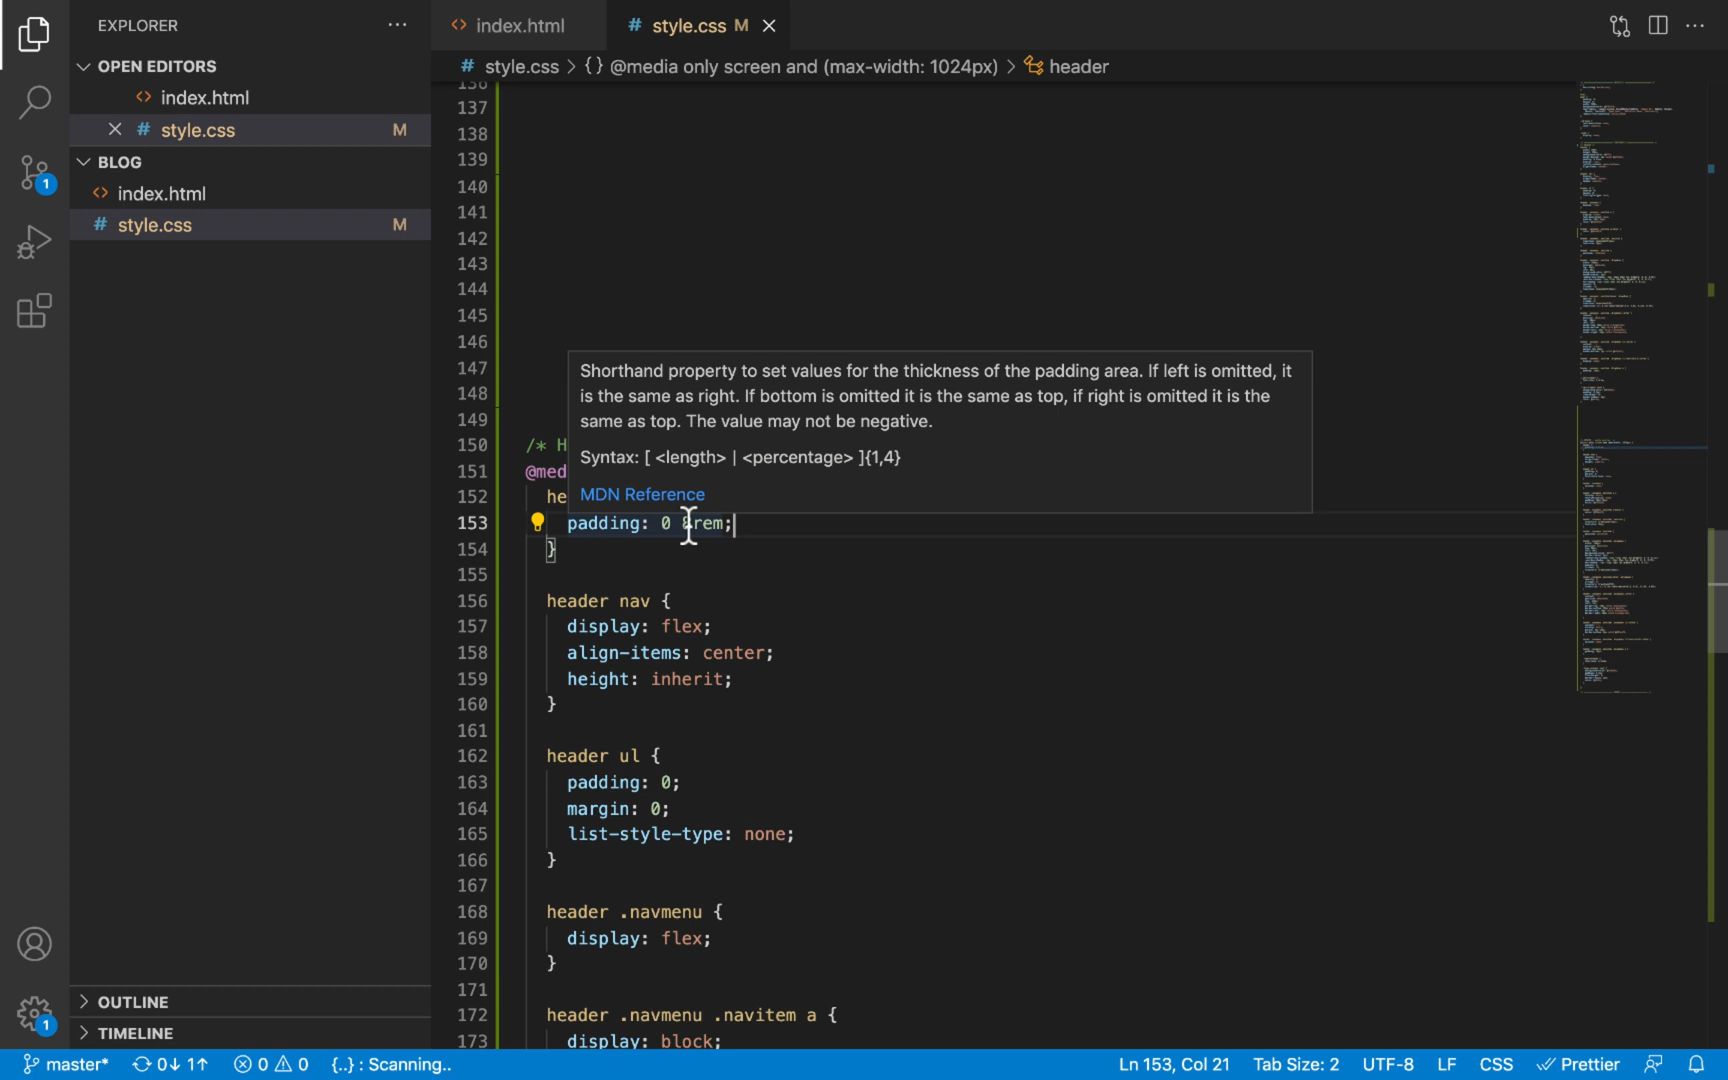 EXPLORER
index.html
style.css M
OPEN EDITORS
index.html
style.css M
style.css > {} @media only screen and (max-width: 1024px) > header
BLOG
index.html
style.css M
137
138
139
140
141
142
143
144
145
146
147
148
149
Shorthand property to set values for the thickness of the padding area. If left is omitted, it
is the same as right. If bottom is omitted it is the same as top, if right is omitted it is the
same as top. The value may not be negative.
Syntax: [ <length> | <percentage> ]{1,4}
MDN Reference
150 /* H
151 @med
152 he
153 padding: 0 rem;
154 }
155
156 header nav {
157 display: flex;
158 align-items: center;
159 height: inherit;
160 }
161
162 header ul {
163 padding: 0;
164 margin: 0;
165 list-style-type: none;
166 }
167
168 header .navmenu {
169 display: flex;
170 }
171
172 header .navmenu .navitem a {
173 display: block;
OUTLINE
TIMELINE
1
1
master* 0↓ 1↑ 0 0 {..} : Scanning.. Ln 153, Col 21 Tab Size: 2 UTF-8 LF CSS Prettier